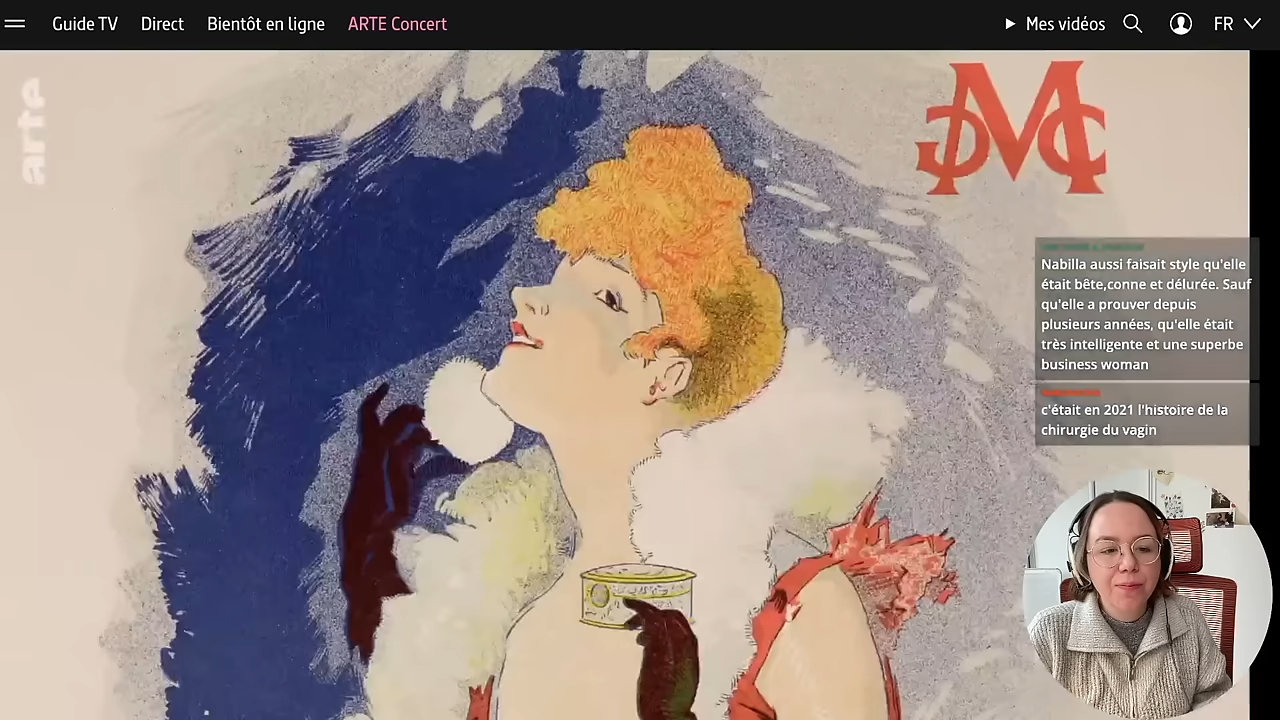 Guide TV
Direct
Bientôt en ligne
ARTE Concert
Mes vidéos
FR
arte
Nabilla aussi faisait style qu'elle
était bête,conne et délurée. Sauf
qu'elle a prouver depuis
plusieurs années, qu'elle était
très intelligente et une superbe
business woman
c'était en 2021 l'histoire de la
chirurgie du vagin